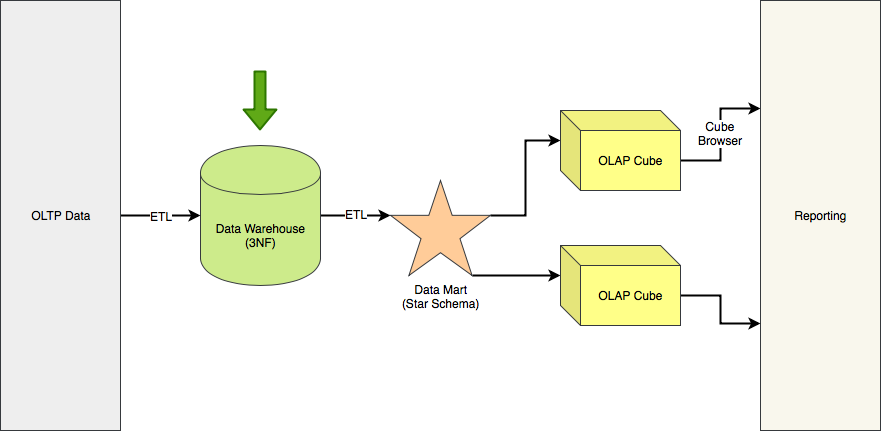 OLTP Data
ETL
Data Warehouse
(3NF)
ETL
Data Mart
(Star Schema)
OLAP Cube
OLAP Cube
Cube
Browser
Reporting